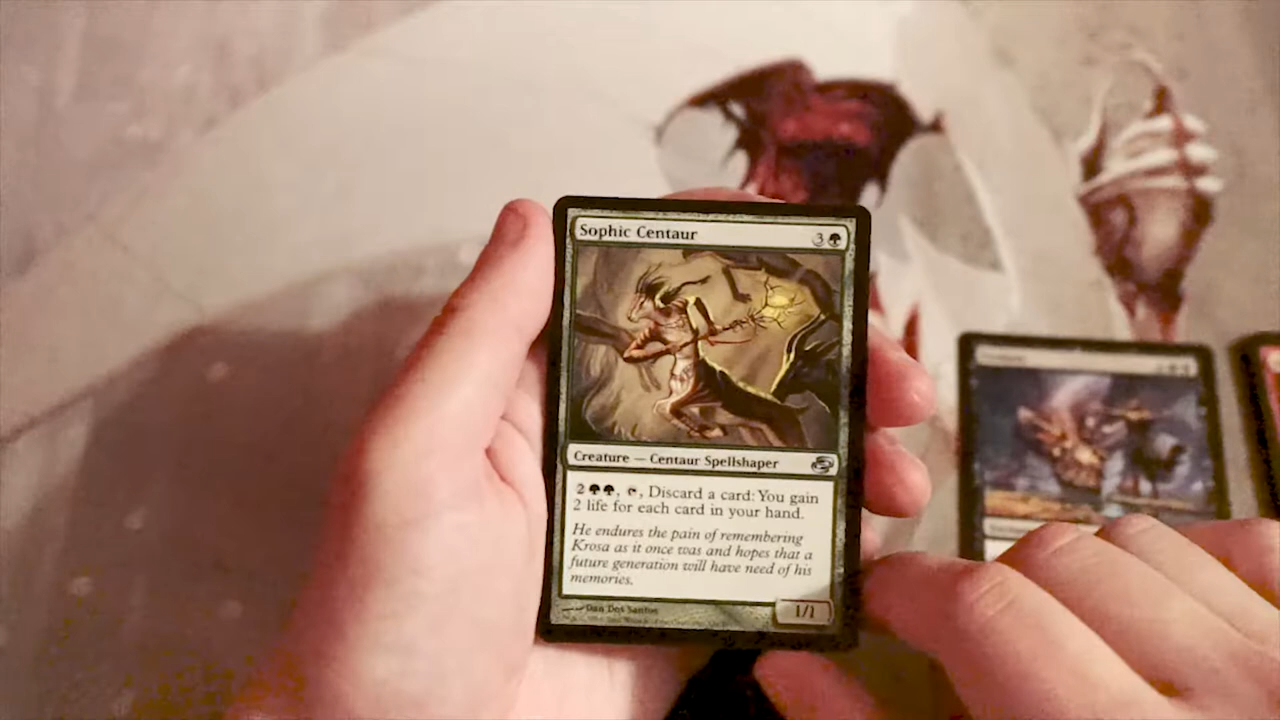 Sophic Centaur 3
Creature — Centaur Spellshaper
2 , , Discard a card: You gain
2 life for each card in your hand.
He endures the pain of remembering
Krosa as it once was and hopes that a
future generation will have need of his
memories.
Dan Dos Santos
1/1